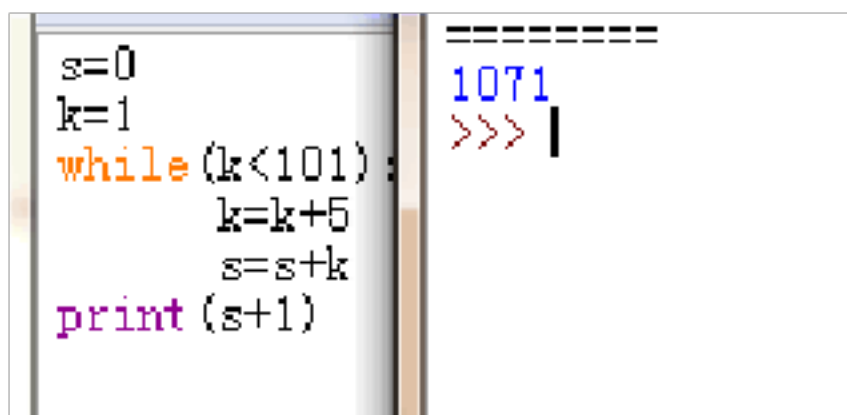 s=0
k=1
while(k<101):
k=k+5
s=s+k
print(s+1)
========
1071
>>>